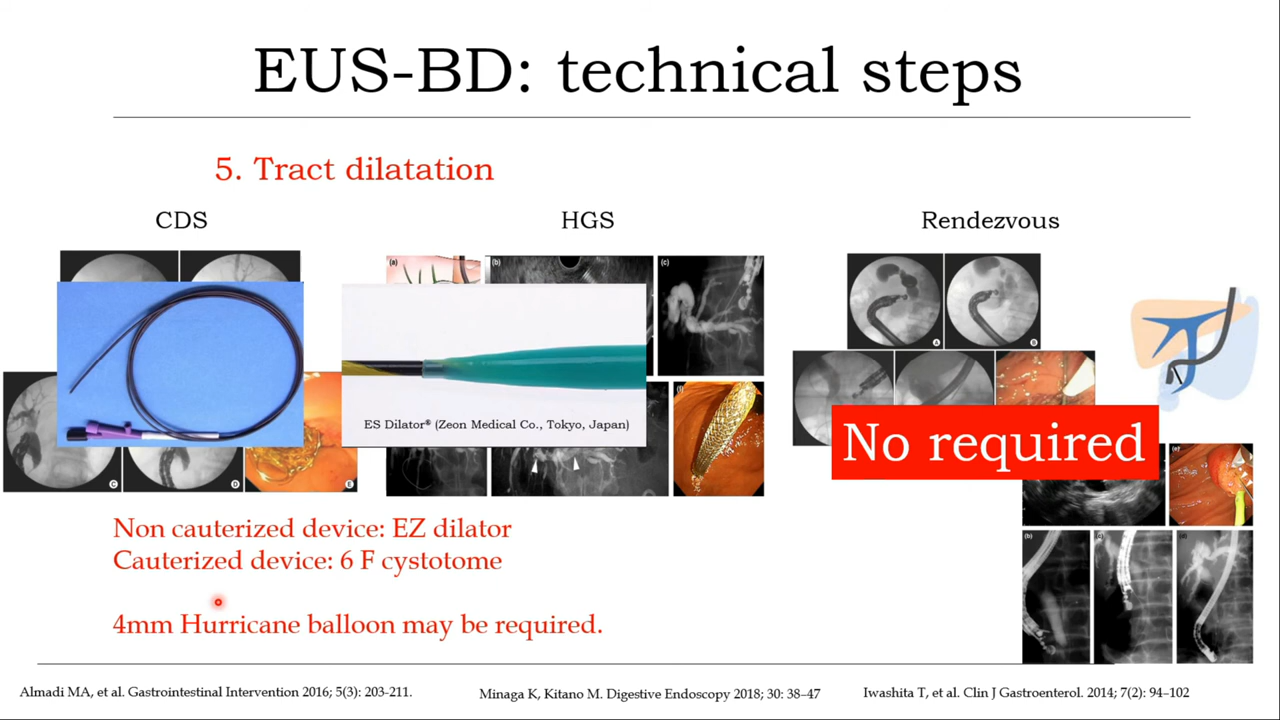 EUS-BD: technical steps
5. Tract dilatation
CDS
HGS
Rendezvous
(a)
(b)
(c)
A
B
ES Dilator® (Zeon Medical Co., Tokyo, Japan)
(f)
C
D
E
No required
(e)
(b)
(c)
(d)
Non cauterized device: EZ dilator
Cauterized device: 6 F cystotome
4mm Hurricane balloon may be required.
Almadi MA, et al. Gastrointestinal Intervention 2016; 5(3): 203-211.
Minaga K, Kitano M. Digestive Endoscopy 2018; 30: 38–47
Iwashita T, et al. Clin J Gastroenterol. 2014; 7(2): 94–102